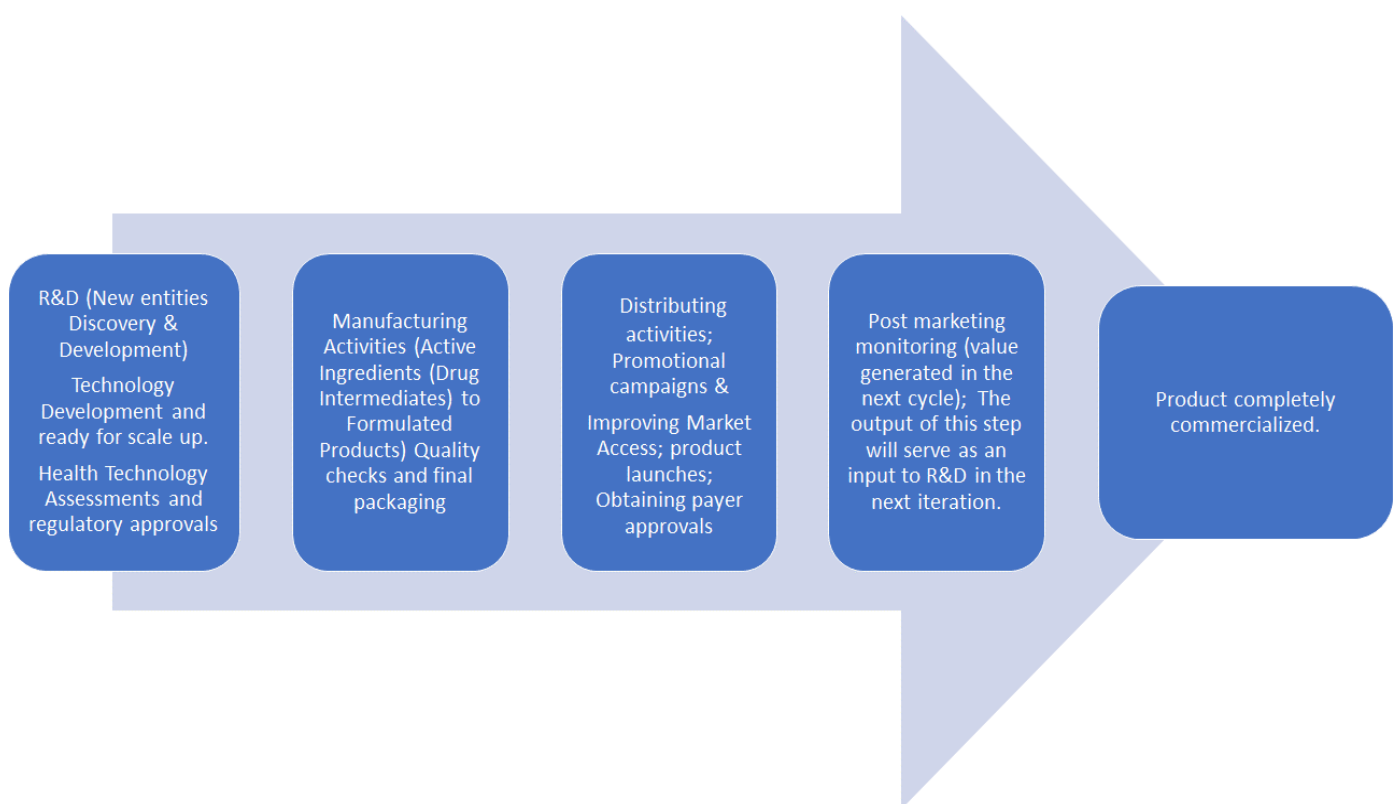 R&D (New entities
Discovery &
Development)
Technology
Development and
ready for scale up.
Health Technology
Assessments and
regulatory approvals
Manufacturing
Activities (Active
Ingredients (Drug
Intermediates) to
Formulated
Products) Quality
checks and final
packaging
Distributing
activities;
Promotional
campaigns &
Improving Market
Access; product
launches;
Obtaining payer
approvals
Post marketing
monitoring (value
generated in the
next cycle);  The
output of this step
will serve as an
input to R&D in the
next iteration.
Product completely
commercialized.